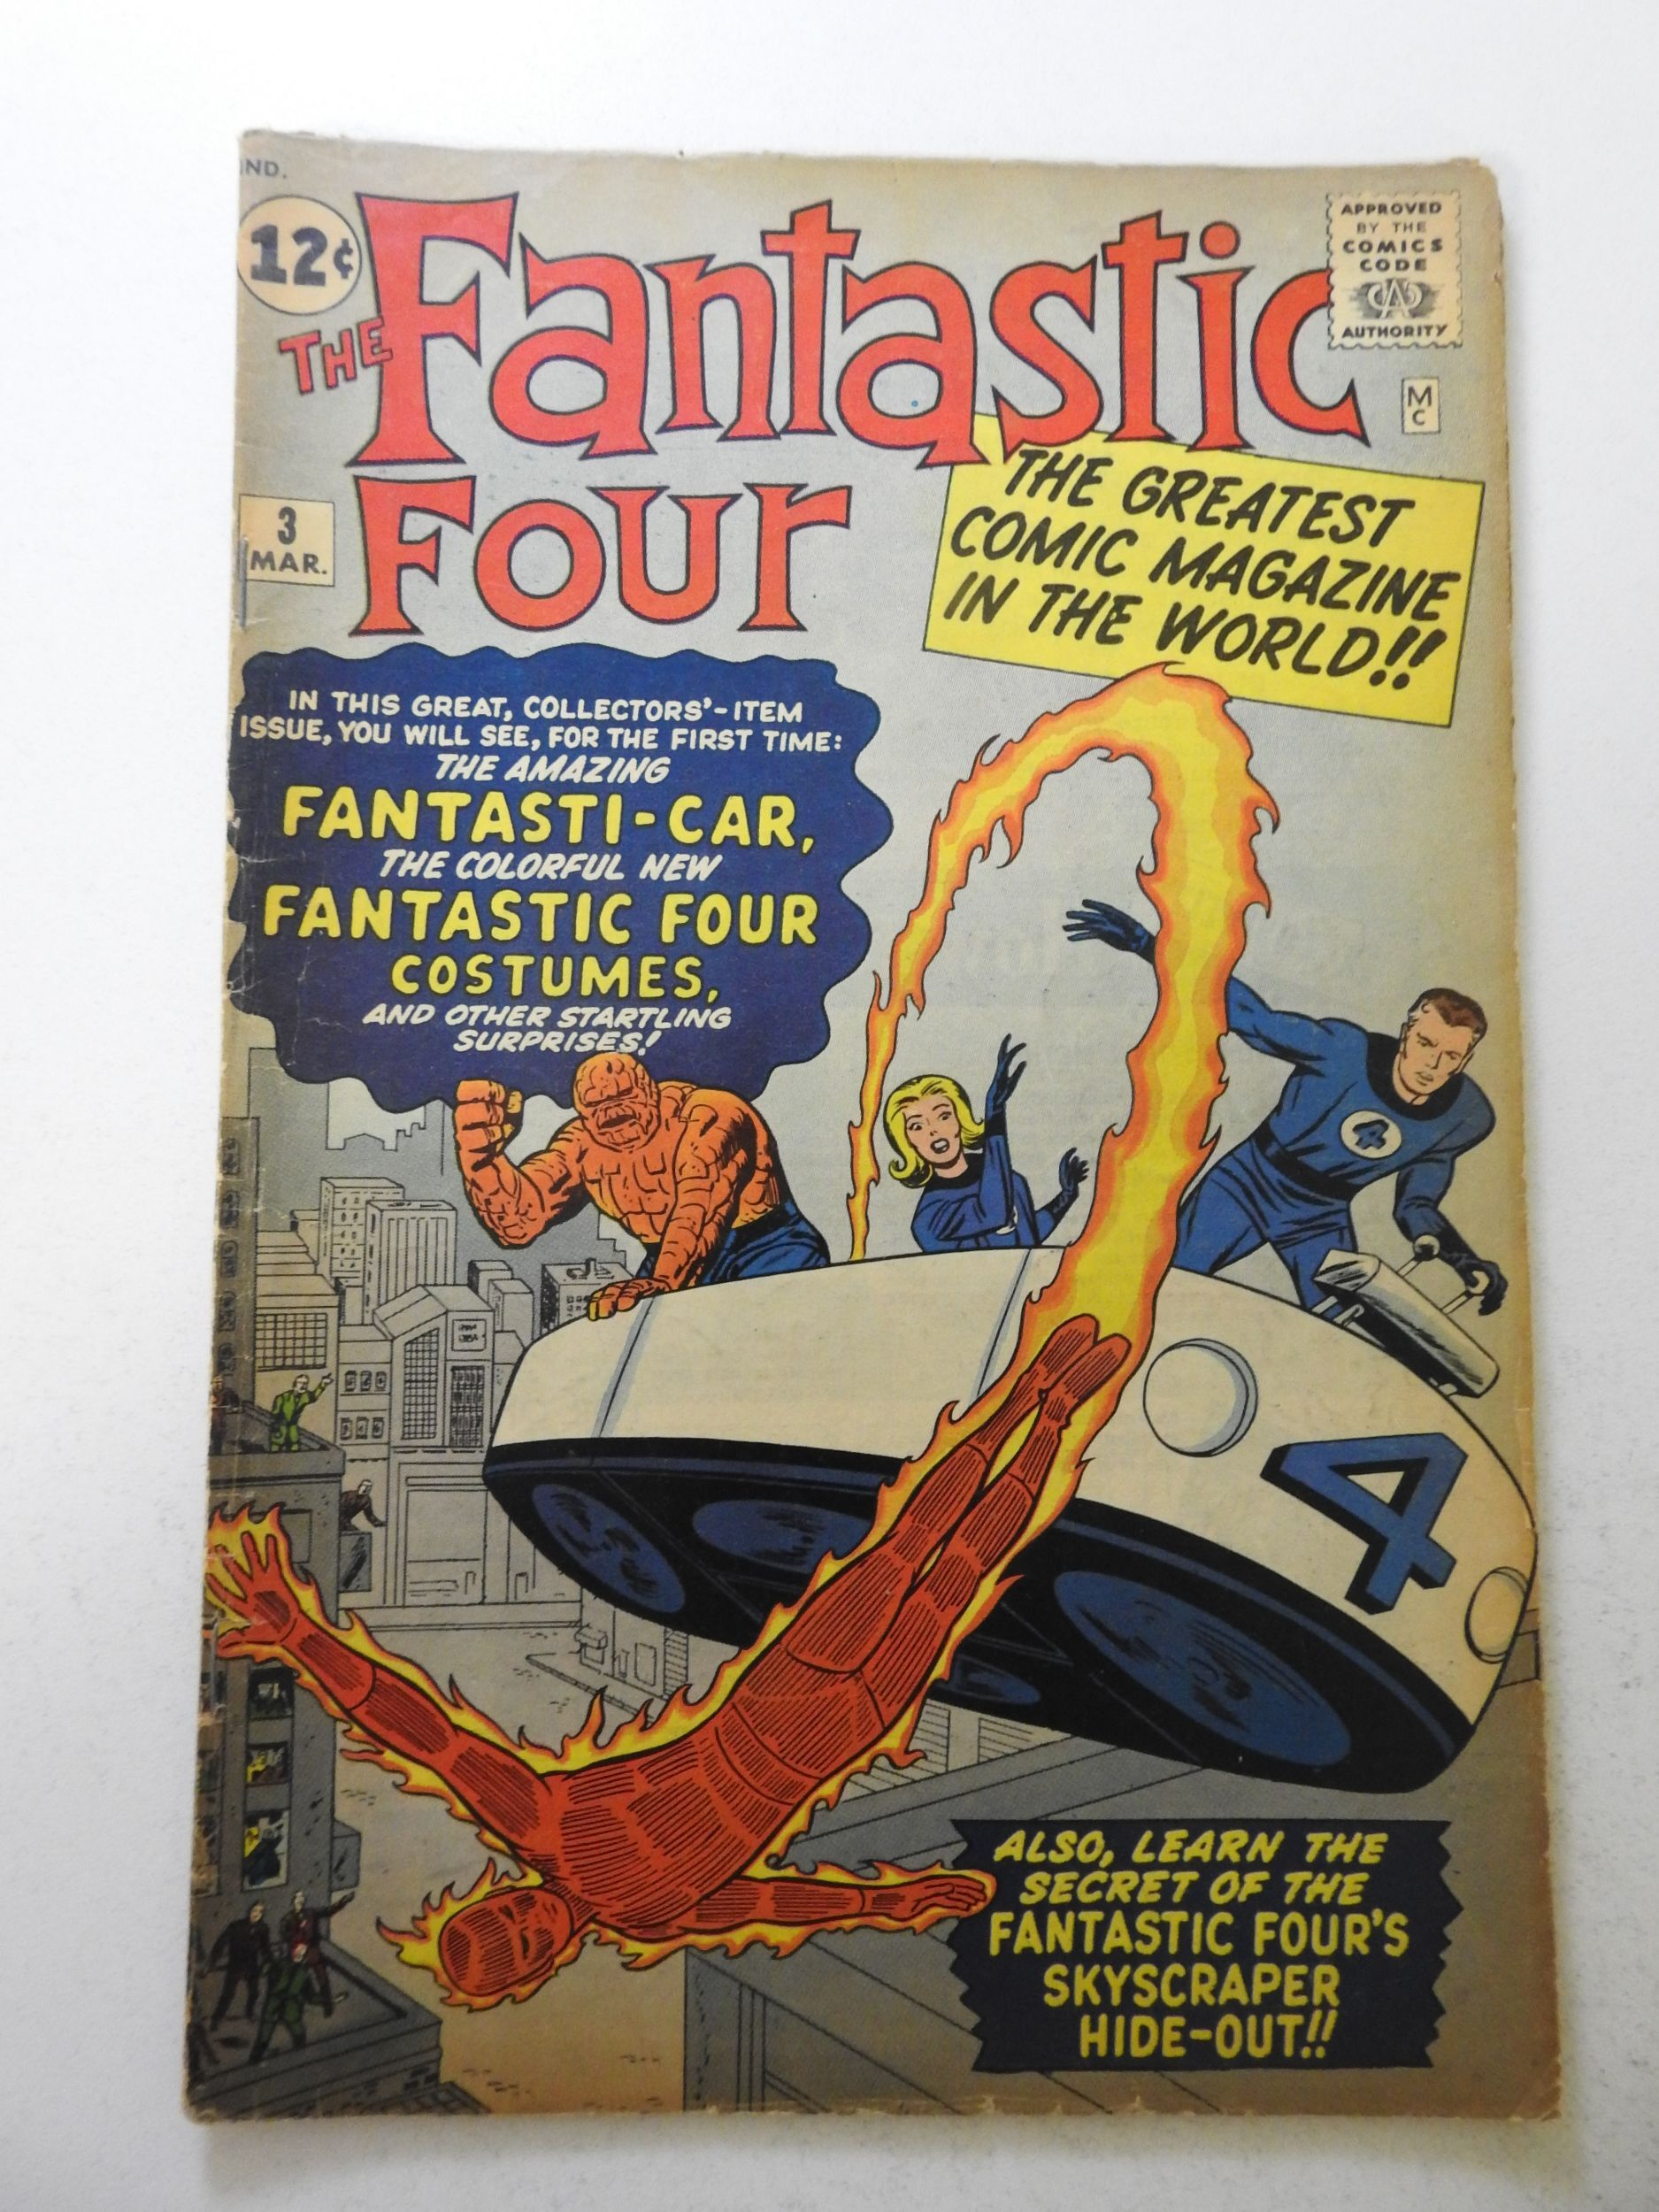 IND.
12¢
THE Fantastic
Four
APPROVED
BY THE
COMICS
CODE
CA
AUTHORITY
M
C
3
MAR.
THE GREATEST
COMIC MAGAZINE
IN THE WORLD!!
IN THIS GREAT, COLLECTORS'-ITEM
ISSUE, YOU WILL SEE, FOR THE FIRST TIME:
THE AMAZING
FANTASTI-CAR,
THE COLORFUL NEW
FANTASTIC FOUR
COSTUMES,
AND OTHER STARTLING
SURPRISES!
4
4
ALSO, LEARN THE
SECRET OF THE
FANTASTIC FOUR'S
SKYSCRAPER
HIDE-OUT!!